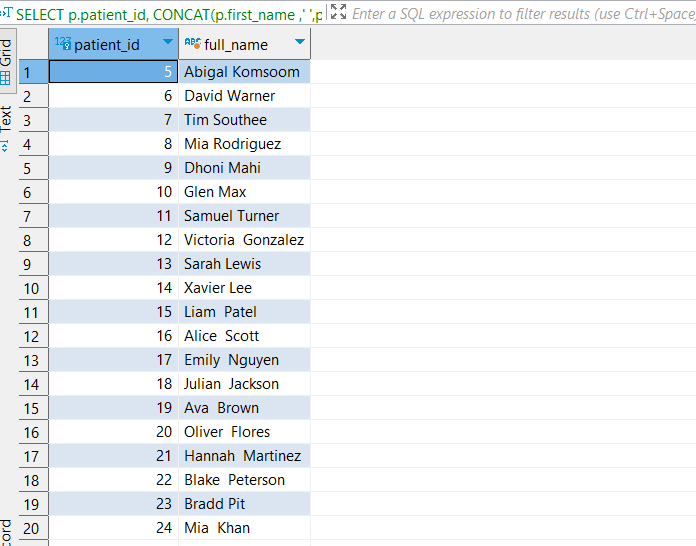 SELECT p.patient_id, CONCAT(p.first_name ,' ',p Enter a SQL expression to filter results (use Ctrl+Space
Grid
Text
ord
123 patient_id ABC full_name
1 5 Abigal Komsoom
2 6 David Warner
3 7 Tim Southee
4 8 Mia Rodriguez
5 9 Dhoni Mahi
6 10 Glen Max
7 11 Samuel Turner
8 12 Victoria  Gonzalez
9 13 Sarah Lewis
10 14 Xavier Lee
11 15 Liam  Patel
12 16 Alice  Scott
13 17 Emily  Nguyen
14 18 Julian  Jackson
15 19 Ava  Brown
16 20 Oliver  Flores
17 21 Hannah  Martinez
18 22 Blake  Peterson
19 23 Bradd Pit
20 24 Mia  Khan